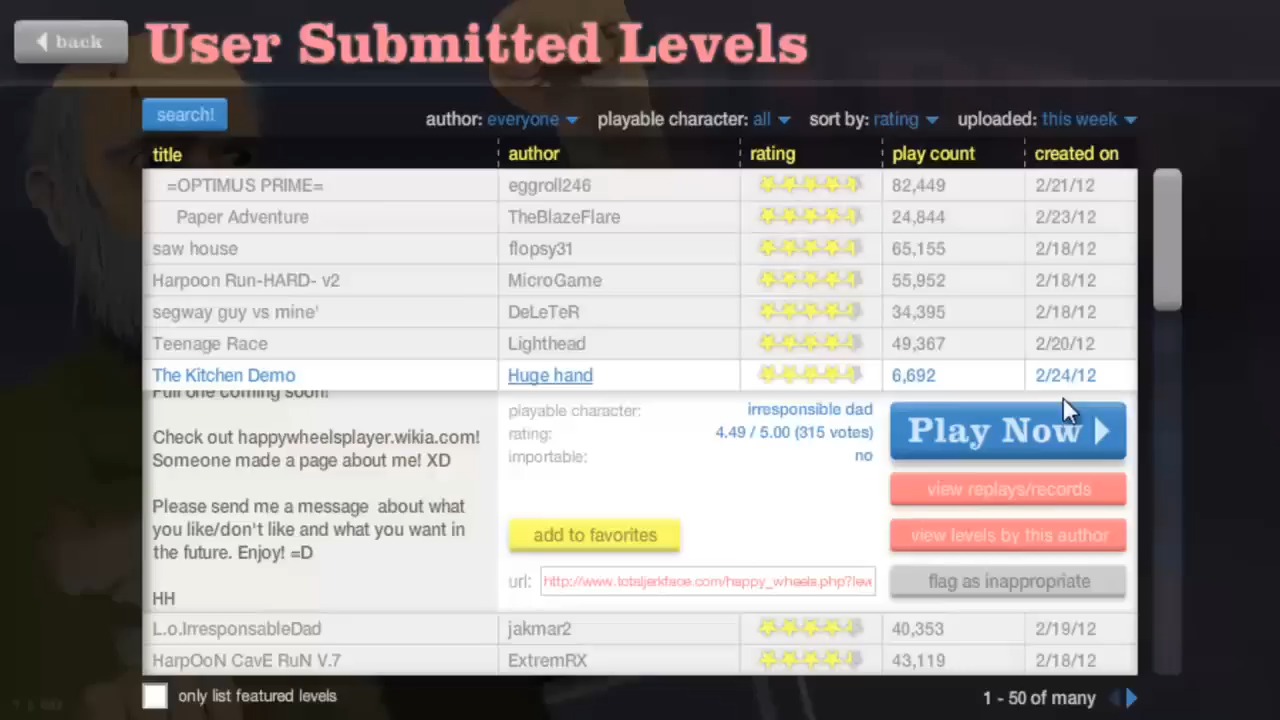 back
User Submitted Levels
search!
author: everyone playable character: all sort by: rating uploaded: this week
title author rating play count created on
=OPTIMUS PRIME= eggroll246 82,449 2/21/12
Paper Adventure TheBlazeFlare 24,844 2/23/12
saw house flopsy31 65,155 2/18/12
Harpoon Run-HARD- v2 MicroGame 55,952 2/18/12
segway guy vs mine' DeLeTeR 34,395 2/18/12
Teenage Race Lighthead 49,367 2/20/12
The Kitchen Demo Huge hand 6,692 2/24/12
Full one coming soon!
Check out happywheelsplayer.wikia.com!
Someone made a page about me! XD
Please send me a message about what
you like/don't like and what you want in
the future. Enjoy! =D
HH
playable character: irresponsible dad
rating: 4.49 / 5.00 (315 votes)
importable: no
add to favorites
url: http://www.totaljerkface.com/happy_wheels.php?leve
Play Now
view replays/records
view levels by this author
flag as inappropriate
L.o.IrresponsableDad jakmar2 40,353 2/19/12
HarpOoN CavE RuN V.7 ExtremRX 43,119 2/18/12
only list featured levels
1 - 50 of many